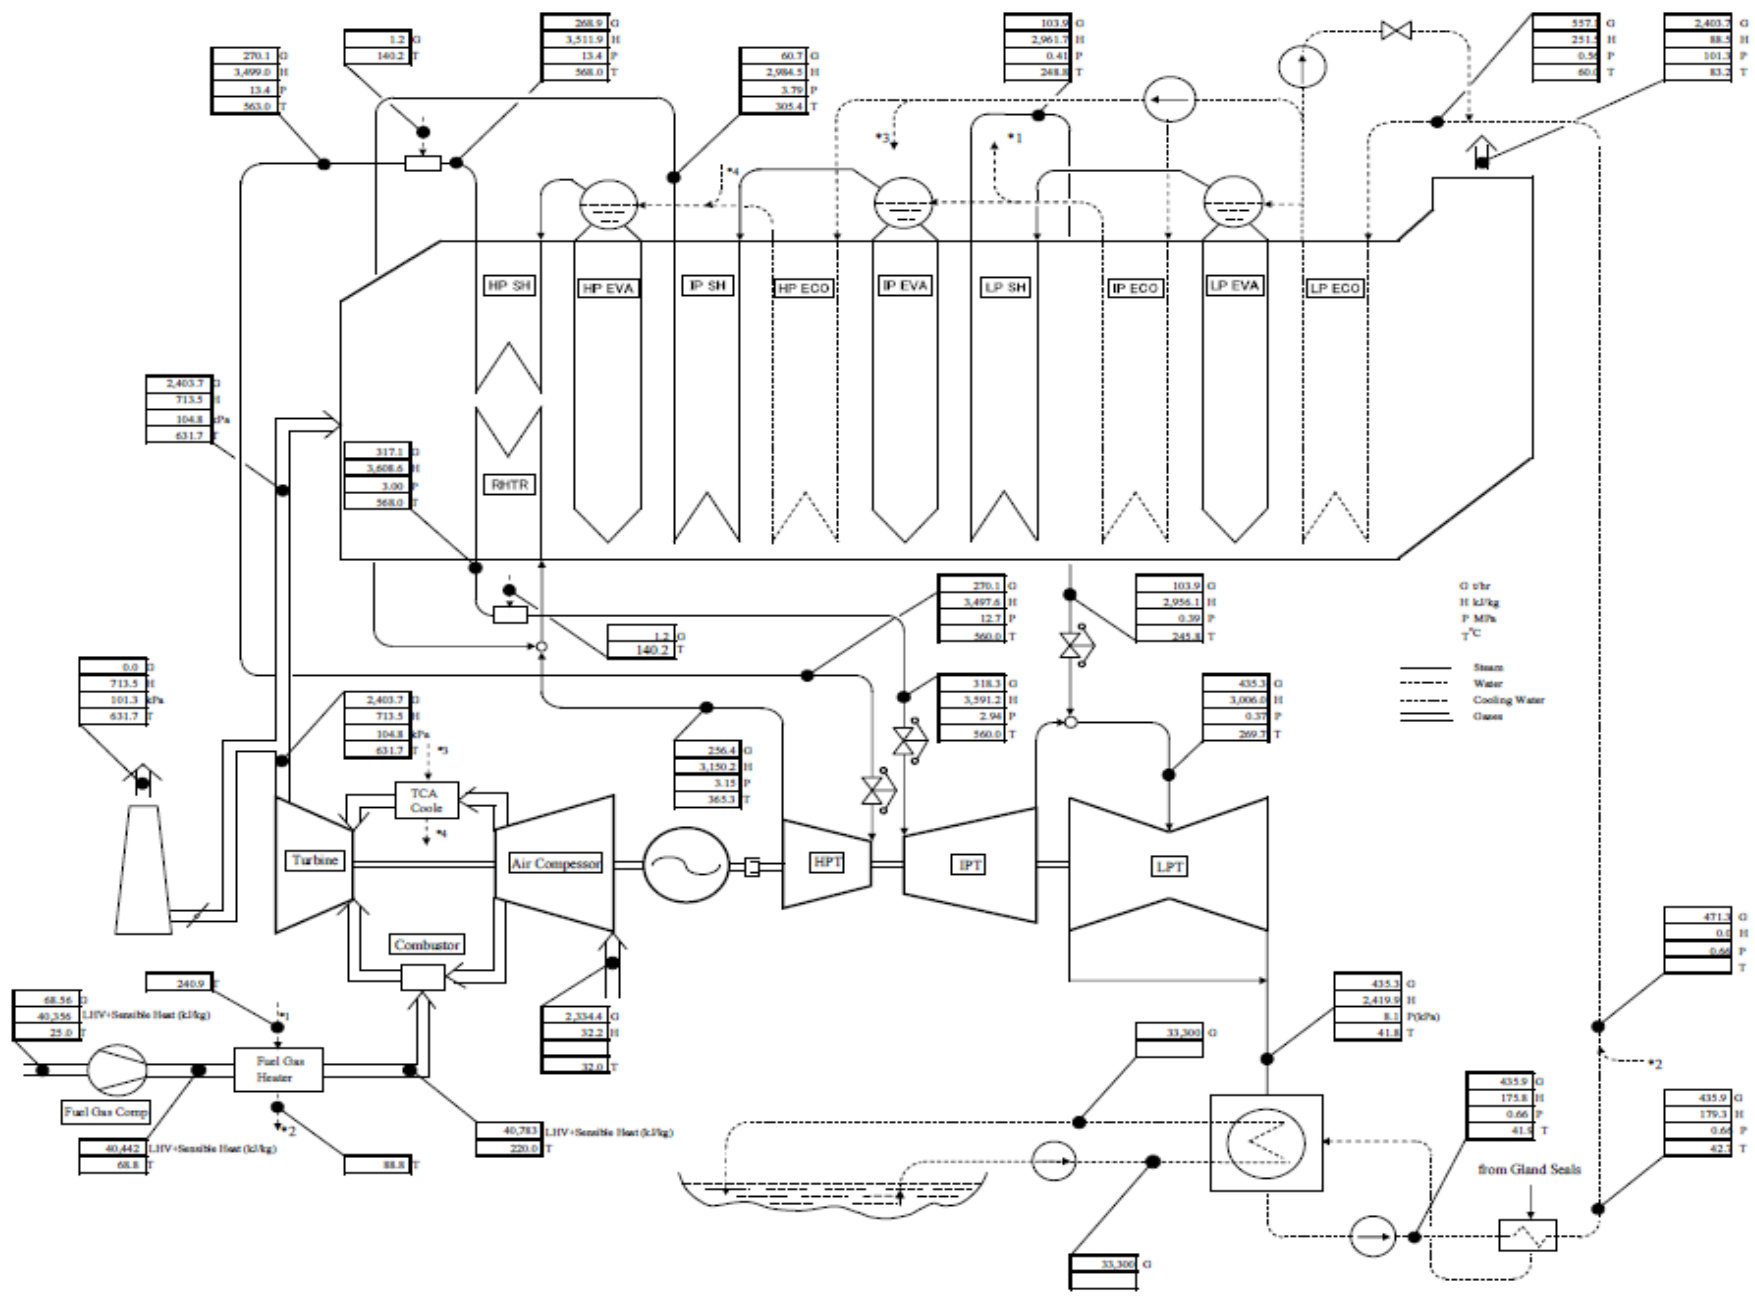 270.1 G
3,499.0 H
13.4 P
563.0 T
1.2 G
140.2 T
268.9 G
3,511.9 H
13.4 P
568.0 T
60.7 G
2,984.5 H
3.79 P
305.4 T
103.9 G
2,961.7 H
0.41 P
248.8 T
557.1 G
251.5 H
0.56 P
60.0 T
2,403.7 G
88.5 H
101.3 P
83.2 T
*3
*1
*4
HP SH
HP EVA
IP SH
HP ECO
IP EVA
LP SH
IP ECO
LP EVA
LP ECO
2,403.7 G
713.5 H
104.8 kPa
631.7 T
317.1 G
3,608.6 H
3.00 P
568.0 T
RHTR
1.2 G
140.2 T
270.1 G
3,497.6 H
12.7 P
560.0 T
103.9 G
2,956.1 H
0.39 P
245.8 T
G t/hr
H kJ/kg
P MPa
T °C
Steam
Water
Cooling Water
Gases
0.0 G
713.5 H
101.3 kPa
631.7 T
2,403.7 G
713.5 H
104.8 kPa
631.7 T
*3
256.4 G
3,150.2 H
3.15 P
365.3 T
318.3 G
3,591.2 H
2.94 P
560.0 T
435.3 G
3,006.0 H
0.37 P
269.7 T
TCA
Coole
*4
Turbine
Air Compessor
HPT
IPT
LPT
Combustor
471.3 G
0.0 H
0.66 P
T
240.9 T
68.56 G
40,356 LHV+Sensible Heat (kJ/kg)
25.0 T
*1
Fuel Gas
Heater
Fuel Gas Comp
*2
40,442 LHV+Sensible Heat (kJ/kg)
68.8 T
88.8 T
40,783 LHV+Sensible Heat (kJ/kg)
220.0 T
2,334.4 G
32.2 H
32.0 T
33,300 G
435.3 G
2,419.9 H
8.1 P(kPa)
41.8 T
*2
435.9 G
175.8 H
0.66 P
41.9 T
435.9 G
179.3 H
0.66 P
42.7 T
from Gland Seals
33,300 G